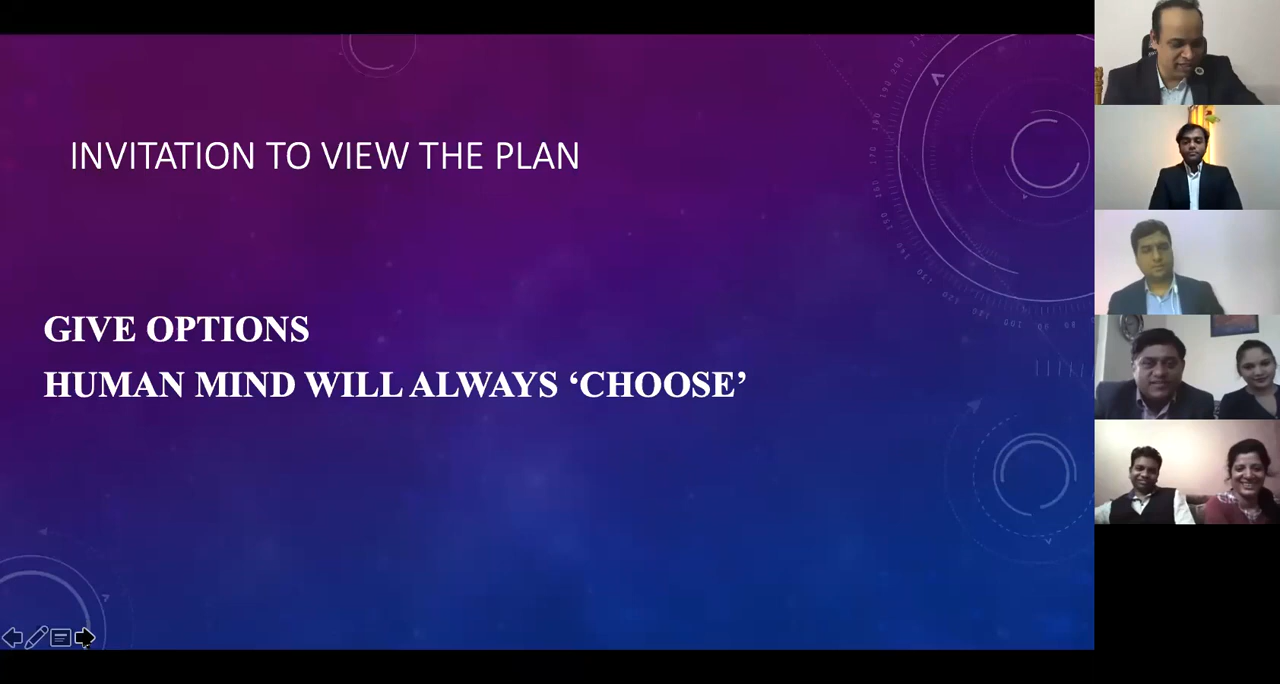 INVITATION TO VIEW THE PLAN
GIVE OPTIONS
HUMAN MIND WILL ALWAYS ‘CHOOSE’